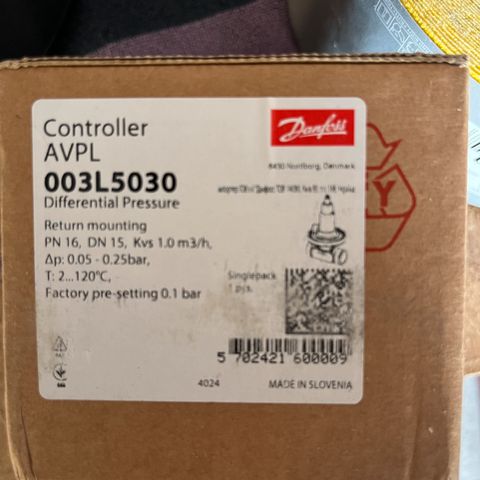 Controller
AVPL
003L5030
Differential Pressure
Return mounting
PN 16, DN 15, Kvs 1.0 m3/h,
Δp: 0.05 - 0.25bar,
T: 2...120°C,
Factory pre-setting 0.1 bar
Danfoss
6430 Nordborg, Denmark
Singlepack
1 pcs.
5 702421 600009
4024
MADE IN SLOVENIA